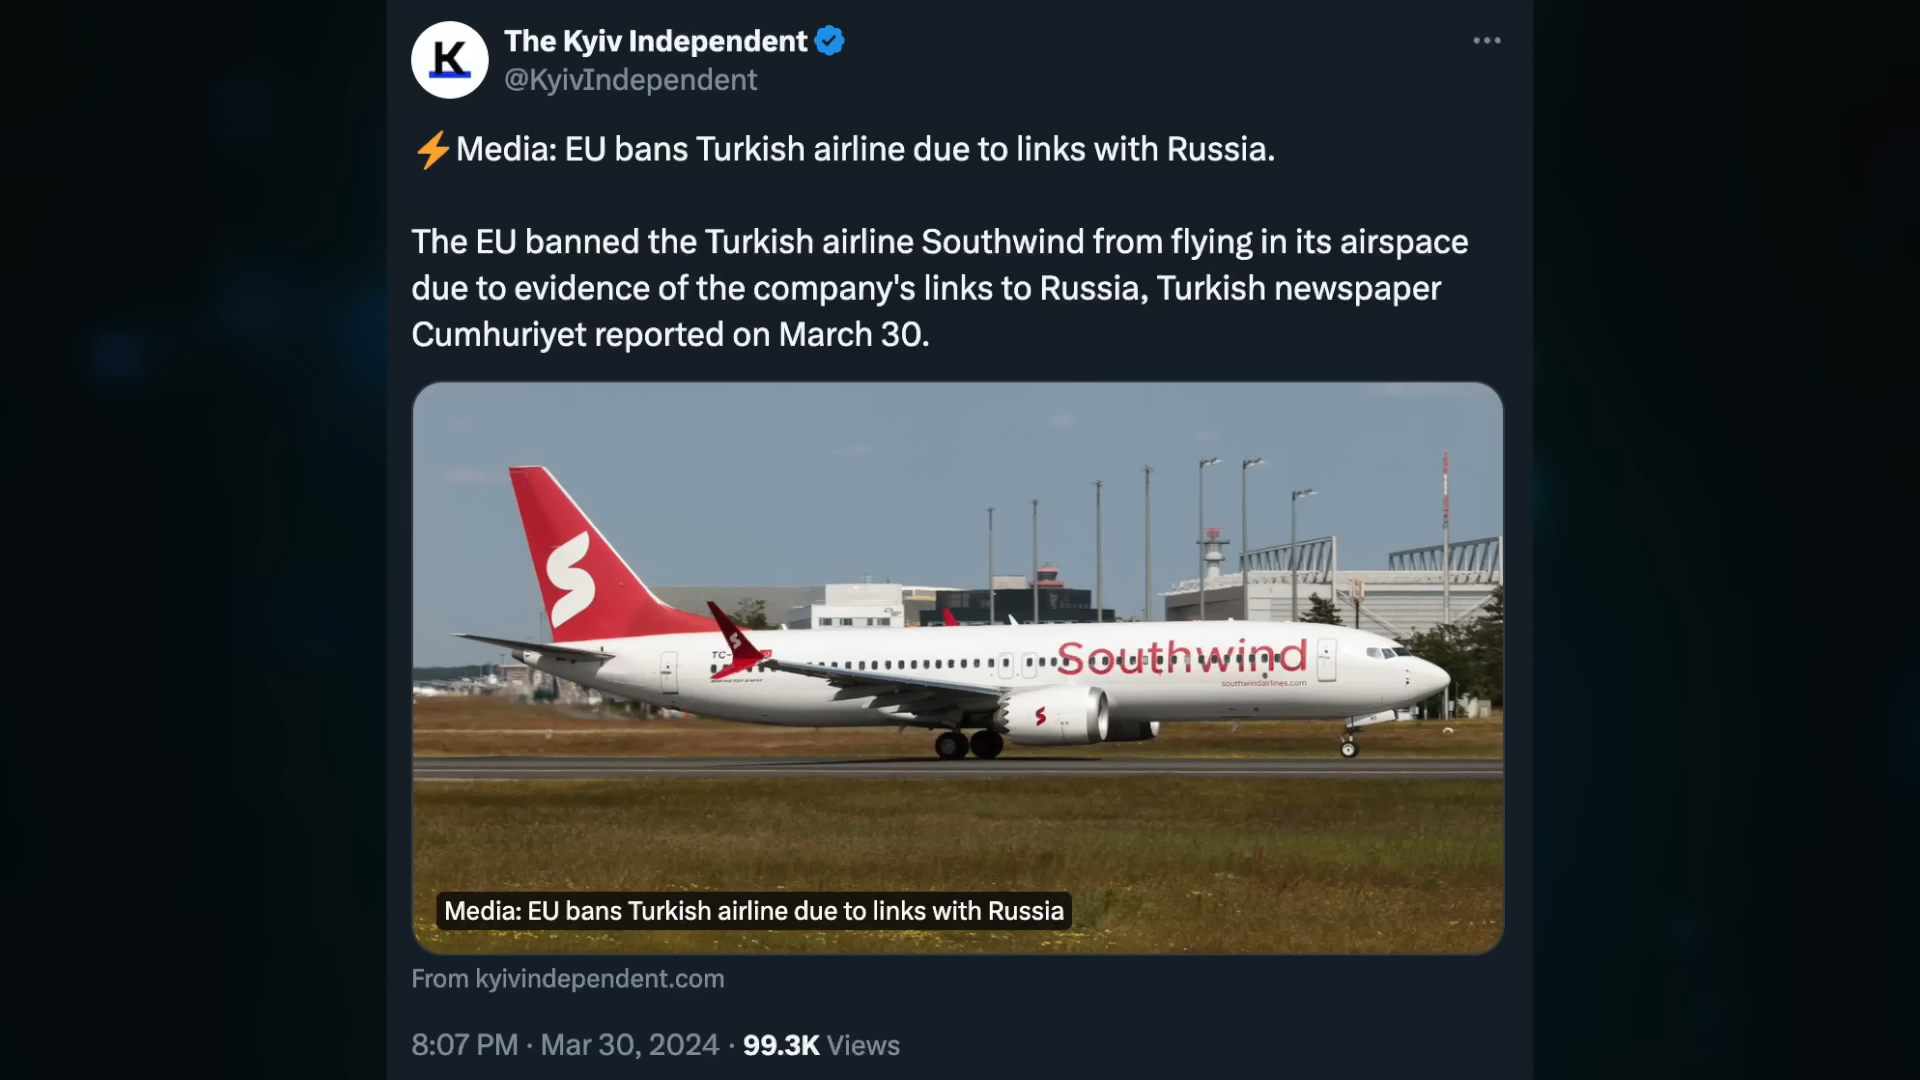 K
The Kyiv Independent
@KyivIndependent
⚡Media: EU bans Turkish airline due to links with Russia.
The EU banned the Turkish airline Southwind from flying in its airspace
due to evidence of the company's links to Russia, Turkish newspaper
Cumhuriyet reported on March 30.
TC-
Southwind
southwindairlines.com
Media: EU bans Turkish airline due to links with Russia
From kyivindependent.com
8:07 PM · Mar 30, 2024 · 99.3K Views